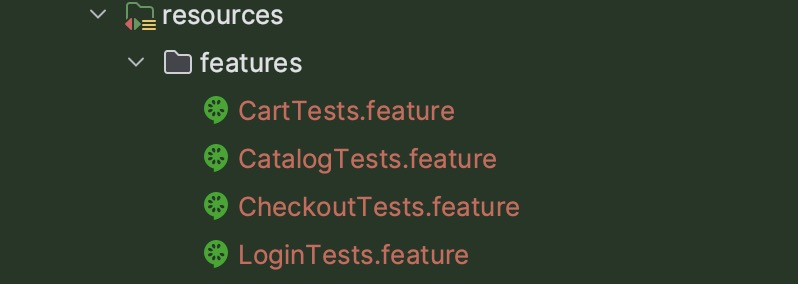 resources
features
CartTests.feature
CatalogTests.feature
CheckoutTests.feature
LoginTests.feature